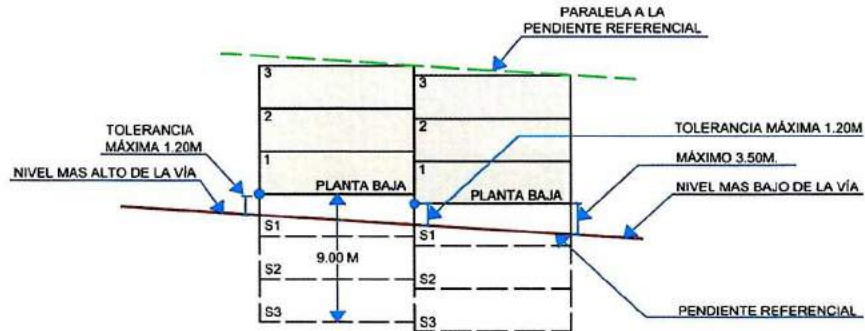 PARALELA A LA
PENDIENTE REFERENCIAL
3
3
TOLERANCIA
MÁXIMA 1.20M
2
2
TOLERANCIA MÁXIMA 1.20M
1
1
MÁXIMO 3.50M.
NIVEL MAS ALTO DE LA VÍA
PLANTA BAJA
PLANTA BAJA
NIVEL MAS BAJO DE LA VÍA
S1
S1
9.00 M
S2
S2
S3
S3
PENDIENTE REFERENCIAL